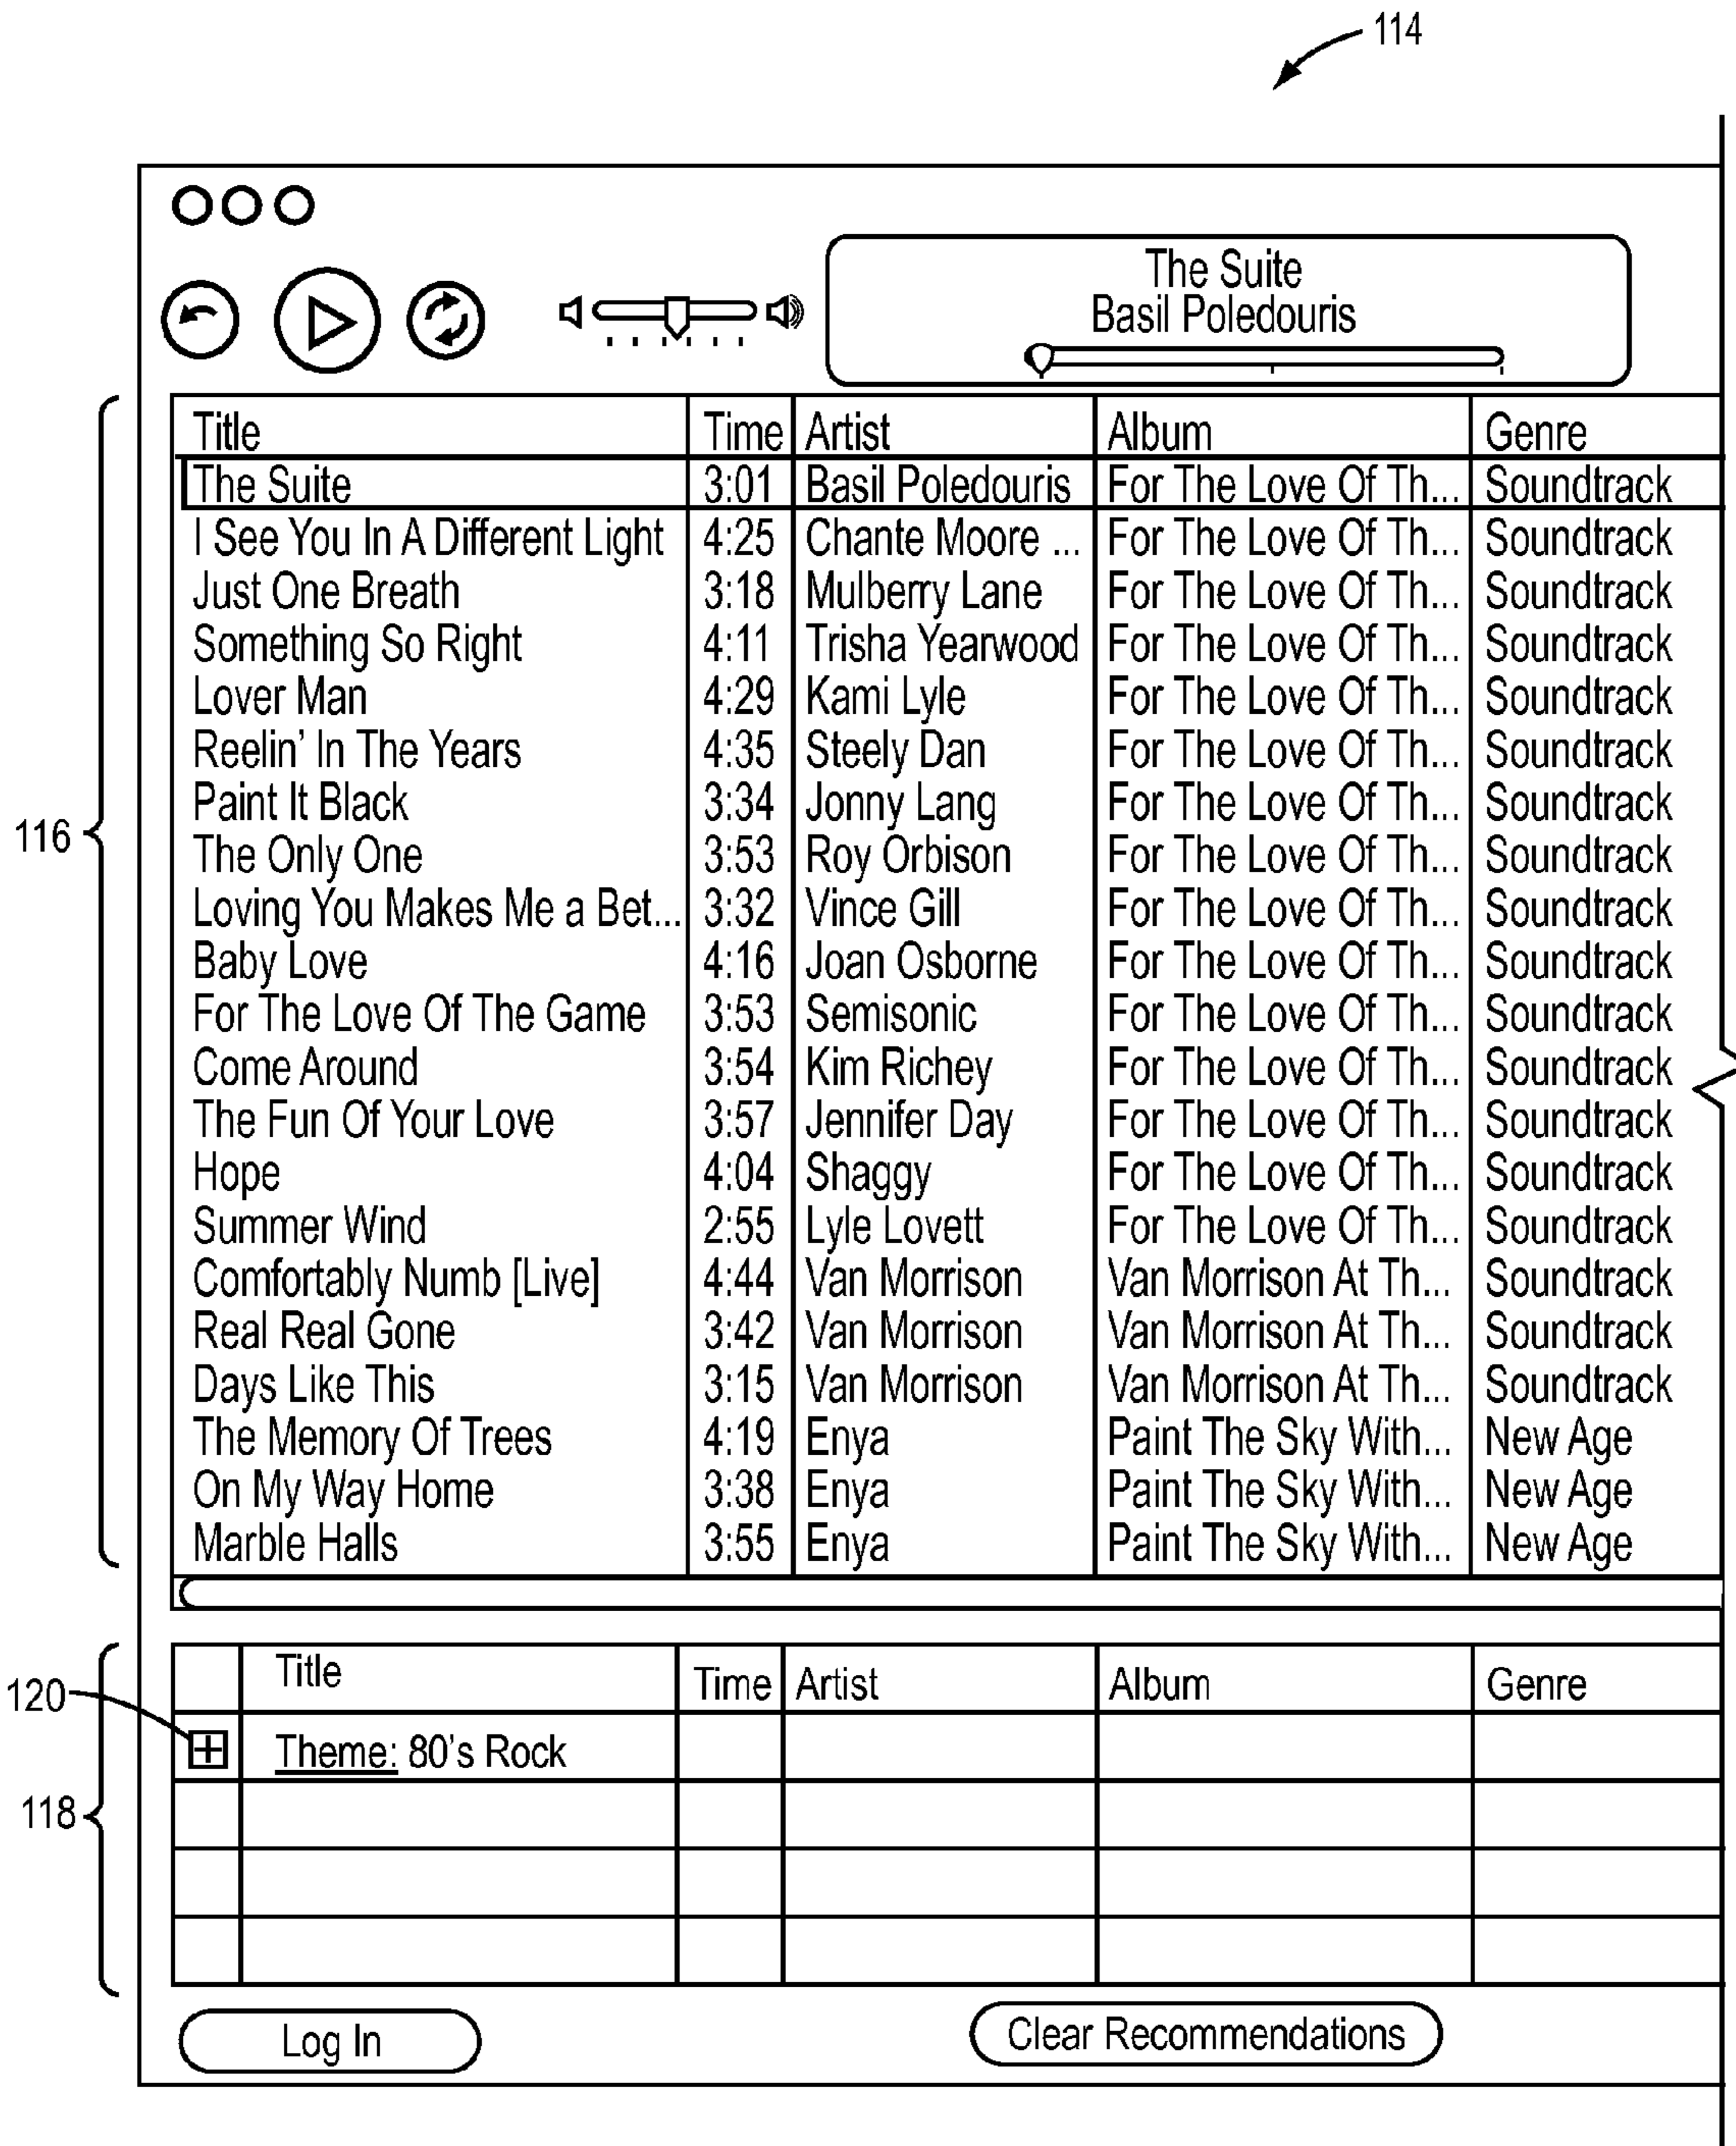 114
The Suite
Basil Poledouris
Title Time Artist Album Genre
The Suite 3:01 Basil Poledouris For The Love Of Th... Soundtrack
I See You In A Different Light 4:25 Chante Moore ... For The Love Of Th... Soundtrack
Just One Breath 3:18 Mulberry Lane For The Love Of Th... Soundtrack
Something So Right 4:11 Trisha Yearwood For The Love Of Th... Soundtrack
Lover Man 4:29 Kami Lyle For The Love Of Th... Soundtrack
Reelin' In The Years 4:35 Steely Dan For The Love Of Th... Soundtrack
Paint It Black 3:34 Jonny Lang For The Love Of Th... Soundtrack
116
The Only One 3:53 Roy Orbison For The Love Of Th... Soundtrack
Loving You Makes Me a Bet... 3:32 Vince Gill For The Love Of Th... Soundtrack
Baby Love 4:16 Joan Osborne For The Love Of Th... Soundtrack
For The Love Of The Game 3:53 Semisonic For The Love Of Th... Soundtrack
Come Around 3:54 Kim Richey For The Love Of Th... Soundtrack
The Fun Of Your Love 3:57 Jennifer Day For The Love Of Th... Soundtrack
Hope 4:04 Shaggy For The Love Of Th... Soundtrack
Summer Wind 2:55 Lyle Lovett For The Love Of Th... Soundtrack
Comfortably Numb [Live] 4:44 Van Morrison Van Morrison At Th... Soundtrack
Real Real Gone 3:42 Van Morrison Van Morrison At Th... Soundtrack
Days Like This 3:15 Van Morrison Van Morrison At Th... Soundtrack
The Memory Of Trees 4:19 Enya Paint The Sky With... New Age
On My Way Home 3:38 Enya Paint The Sky With... New Age
Marble Halls 3:55 Enya Paint The Sky With... New Age
Title Time Artist Album Genre
120
Theme: 80's Rock
118
Log In Clear Recommendations